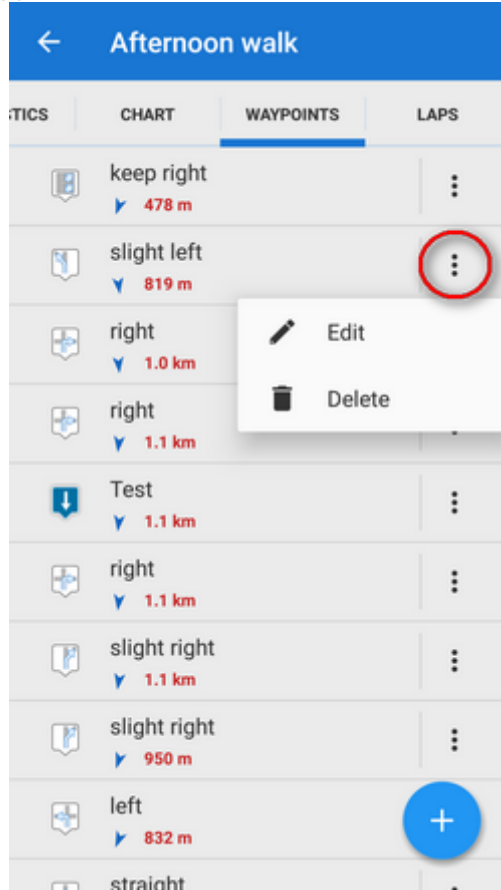 Afternoon walk
TICS CHART WAYPOINTS LAPS
keep right
478 m
slight left
819 m
right
1.0 km
Edit
right
1.1 km
Delete
Test
1.1 km
right
1.1 km
slight right
1.1 km
slight right
950 m
left
832 m
straight